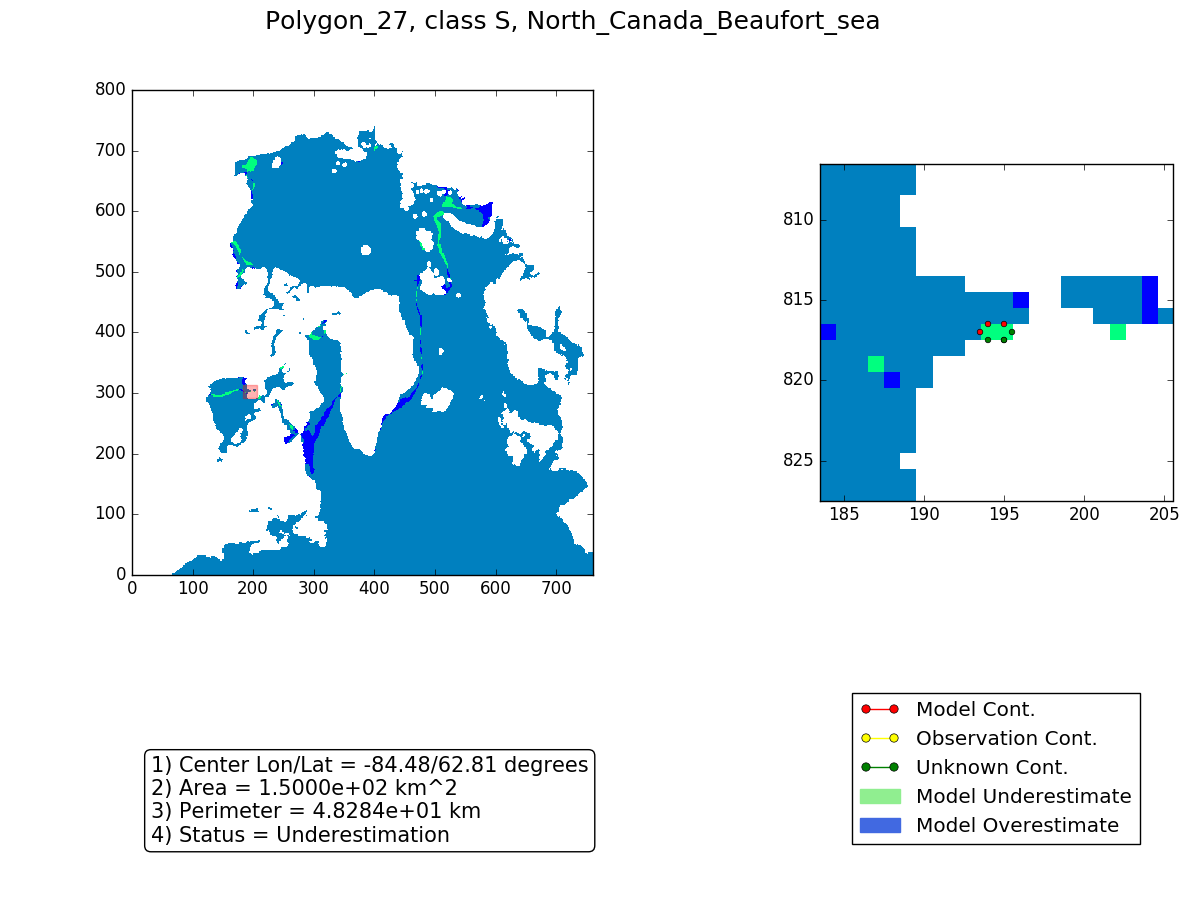 Polygon_27, class S, North_Canada_Beaufort_sea
800
700
600
500
400
300
200
100
0
0 100 200 300 400 500 600 700
810
815
820
825
185 190 195 200 205
1) Center Lon/Lat = -84.48/62.81 degrees
2) Area = 1.5000e+02 km^2
3) Perimeter = 4.8284e+01 km
4) Status = Underestimation
Model Cont.
Observation Cont.
Unknown Cont.
Model Underestimate
Model Overestimate